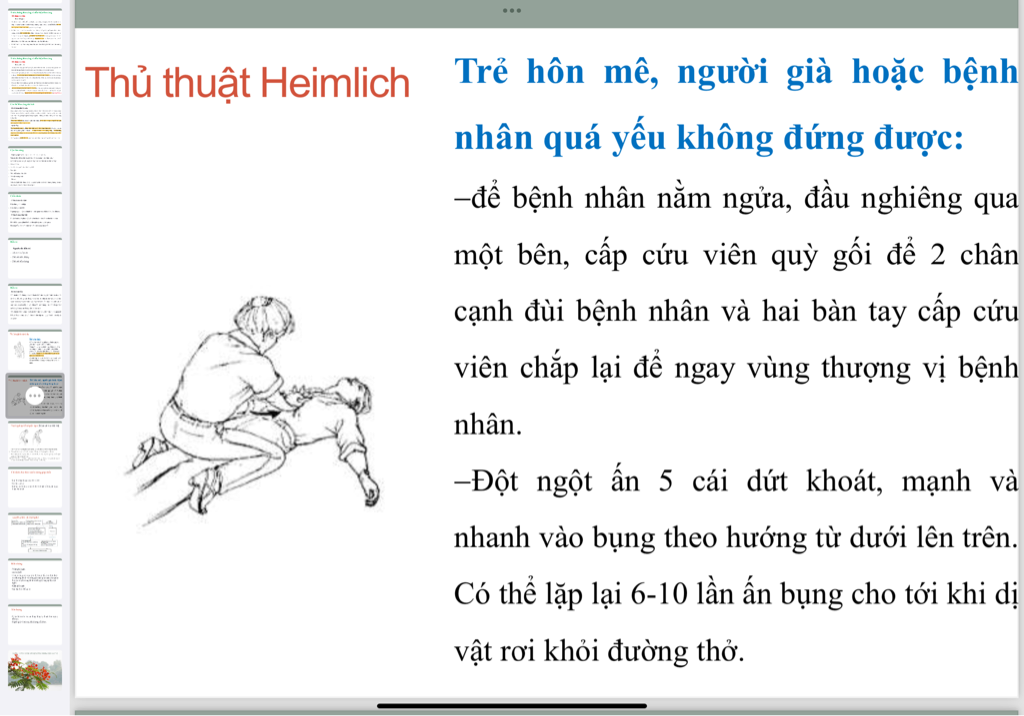 Thủ thuật Heimlich
Trẻ hôn mê, người già hoặc bệnh
nhân quá yếu không đứng được:
–để bệnh nhân nằm ngửa, đầu nghiêng qua
một bên, cấp cứu viên quỳ gối để 2 chân
cạnh đùi bệnh nhân và hai bàn tay cấp cứu
viên chắp lại để ngay vùng thượng vị bệnh
nhân.
–Đột ngột ấn 5 cái dứt khoát, mạnh và
nhanh vào bụng theo hướng từ dưới lên trên.
Có thể lặp lại 6-10 lần ấn bụng cho tới khi dị
vật rơi khỏi đường thở.